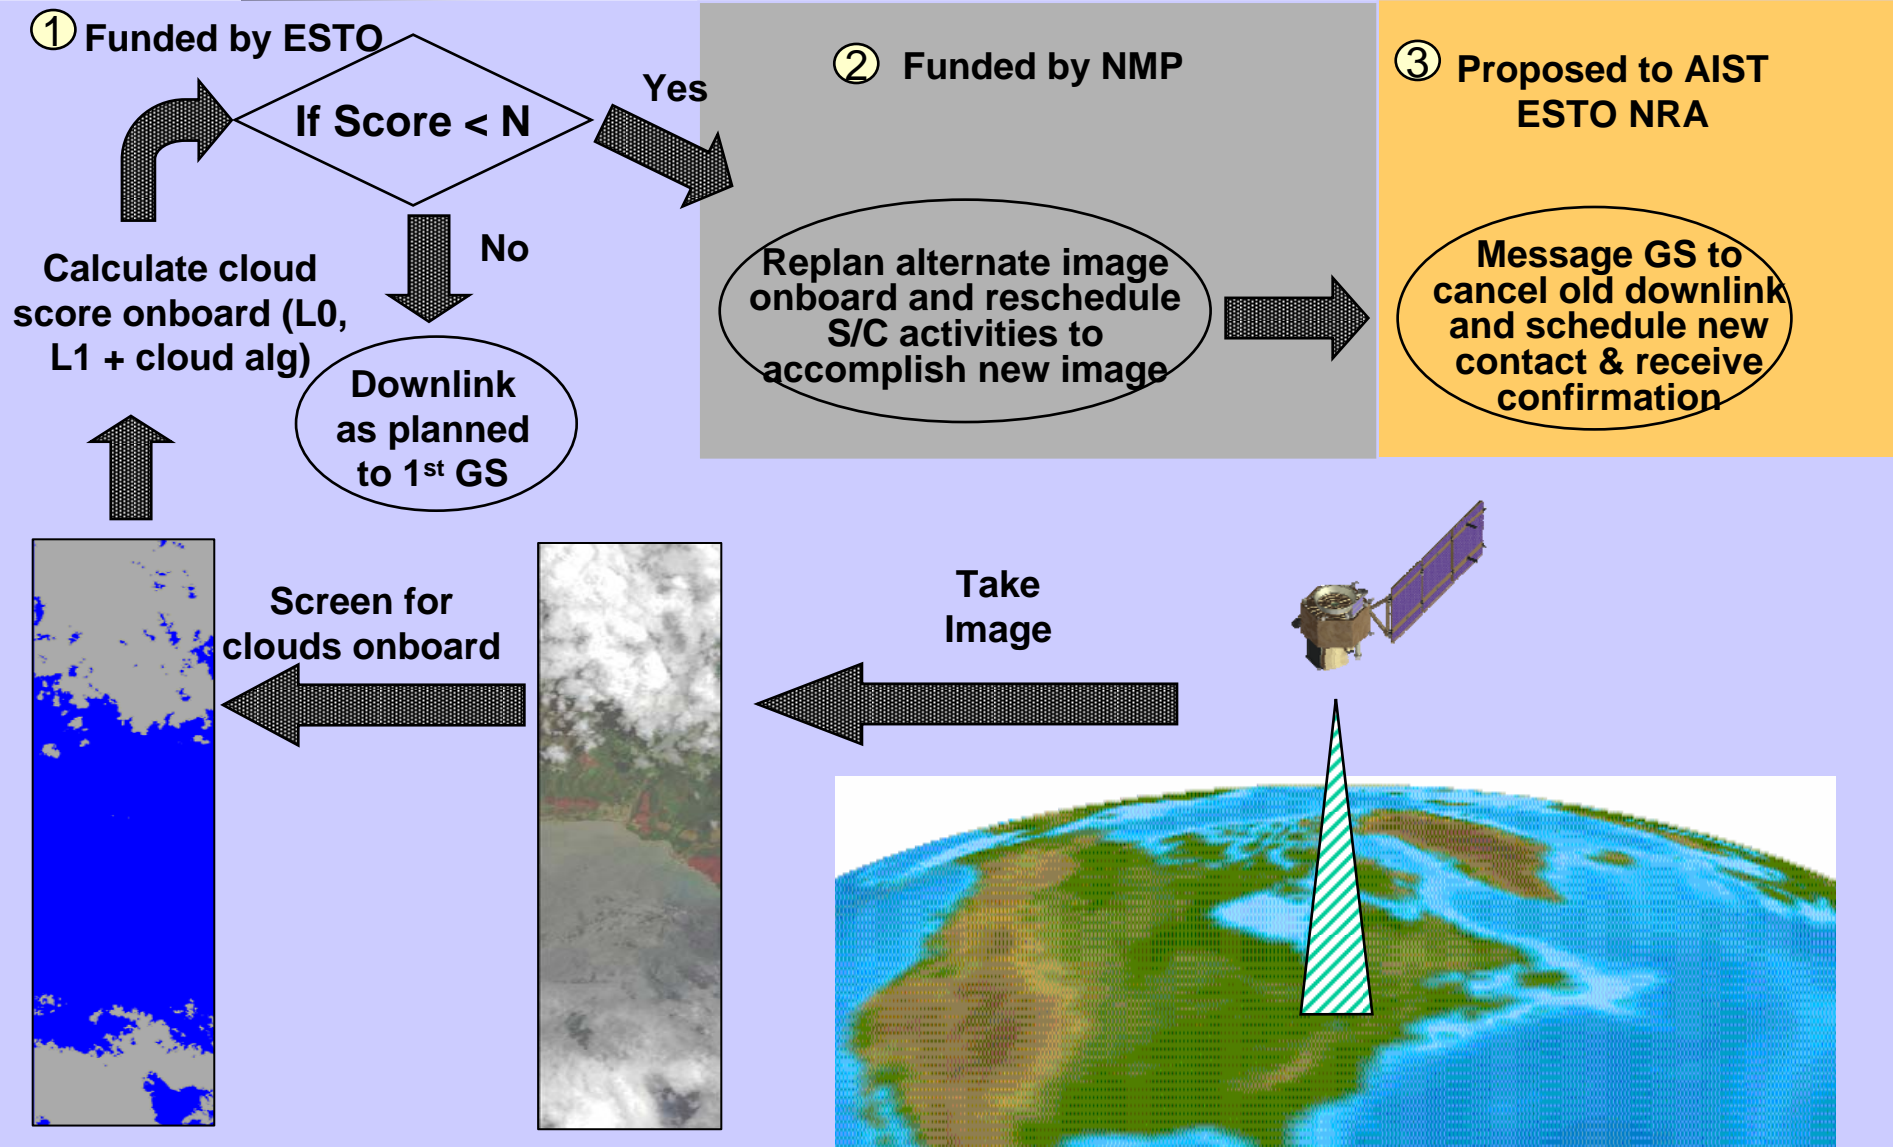 1 Funded by ESTO
If Score < N
Yes
No
Calculate cloud
score onboard (L0,
L1 + cloud alg)
Downlink
as planned
to 1st GS
2 Funded by NMP
Replan alternate image
onboard and reschedule
S/C activities to
accomplish new image
3 Proposed to AIST
ESTO NRA
Message GS to
cancel old downlink
and schedule new
contact & receive
confirmation
Screen for
clouds onboard
Take
Image